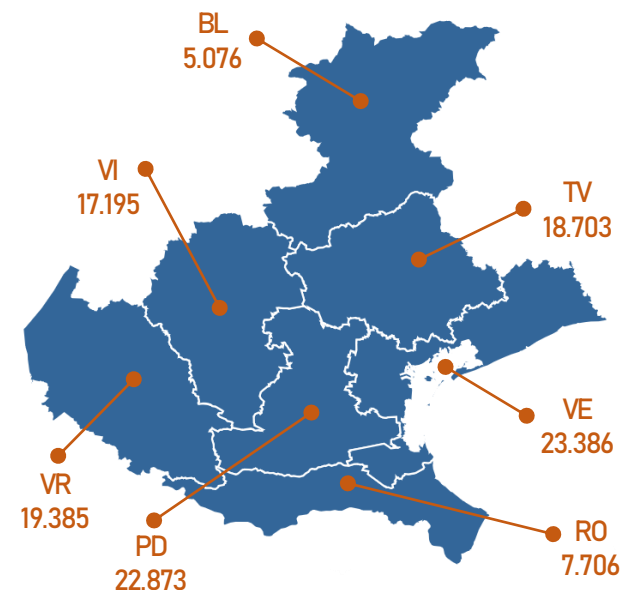 BL
5.076
VI
17.195
TV
18.703
VE
23.386
VR
19.385
PD
22.873
RO
7.706